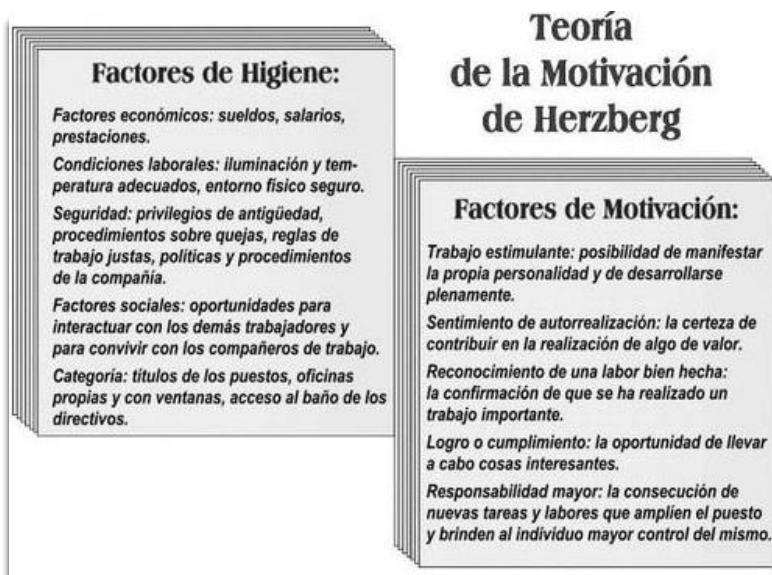 Teoría
de la Motivación
de Herzberg
Factores de Higiene:
Factores económicos: sueldos, salarios,
prestaciones.
Condiciones laborales: iluminación y tem-
peratura adecuados, entorno físico seguro.
Seguridad: privilegios de antigüedad,
procedimientos sobre quejas, reglas de
trabajo justas, políticas y procedimientos
de la compañía.
Factores sociales: oportunidades para
interactuar con los demás trabajadores y
para convivir con los compañeros de trabajo.
Categoría: títulos de los puestos, oficinas
propias y con ventanas, acceso al baño de los
directivos.
Factores de Motivación:
Trabajo estimulante: posibilidad de manifestar
la propia personalidad y de desarrollarse
plenamente.
Sentimiento de autorrealización: la certeza de
contribuir en la realización de algo de valor.
Reconocimiento de una labor bien hecha:
la confirmación de que se ha realizado un
trabajo importante.
Logro o cumplimiento: la oportunidad de llevar
a cabo cosas interesantes.
Responsabilidad mayor: la consecución de
nuevas tareas y labores que amplíen el puesto
y brinden al individuo mayor control del mismo.